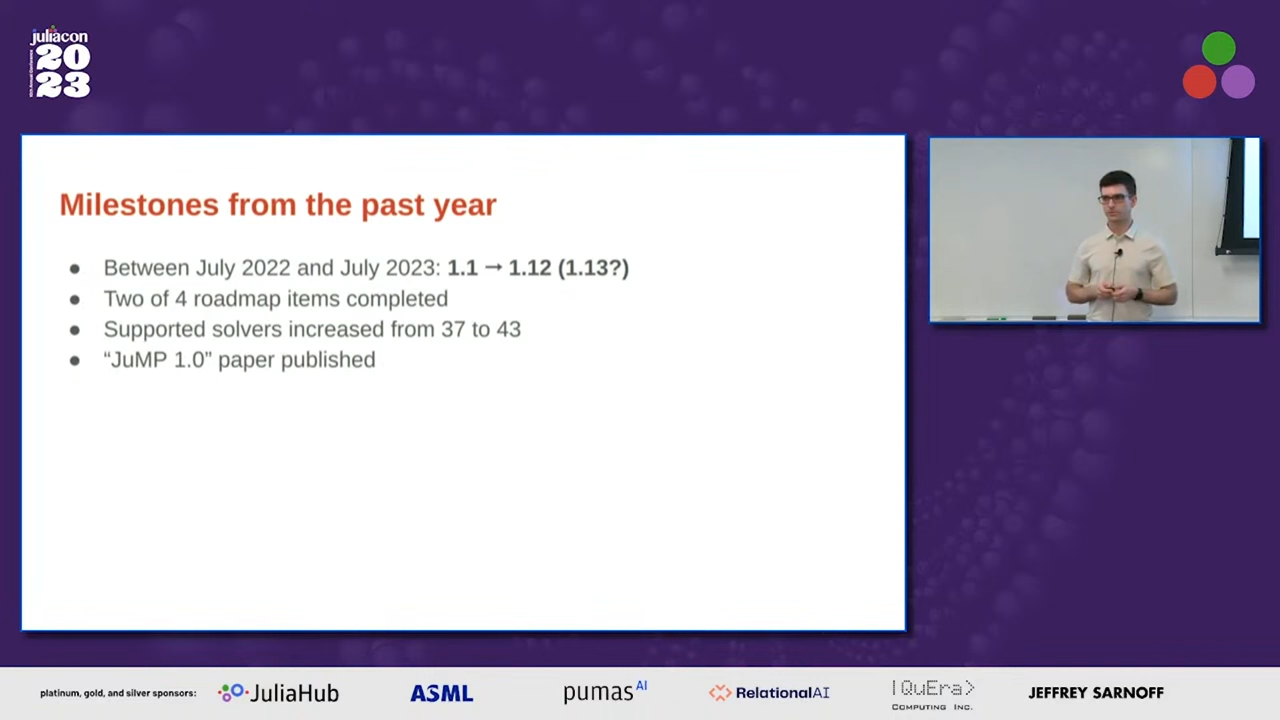 juliacon
20
23
Milestones from the past year
● Between July 2022 and July 2023: 1.1 → 1.12 (1.13?)
● Two of 4 roadmap items completed
● Supported solvers increased from 37 to 43
● “JuMP 1.0” paper published
platinum, gold, and silver sponsors:
JuliaHub
ASML
pumas AI
RelationalAI
|QuEra>
COMPUTING INC.
JEFFREY SARNOFF